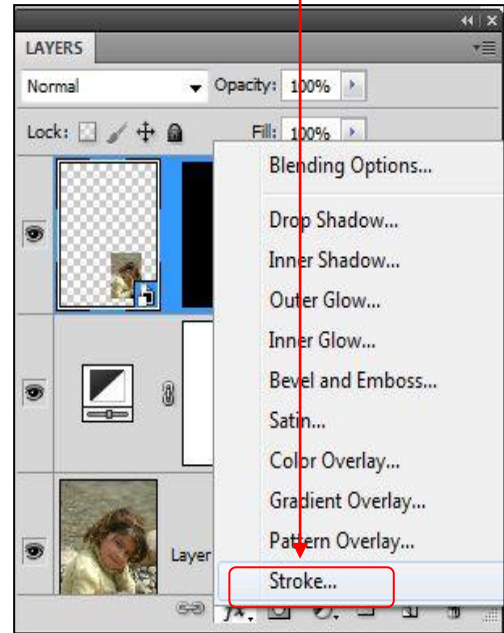 LAYERS
Normal Opacity: 100%
Lock: Fill: 100%
Blending Options...
Drop Shadow...
Inner Shadow...
Outer Glow...
Inner Glow...
Bevel and Emboss...
Satin...
Color Overlay...
Gradient Overlay...
Pattern Overlay...
Layer
Stroke...
fx.